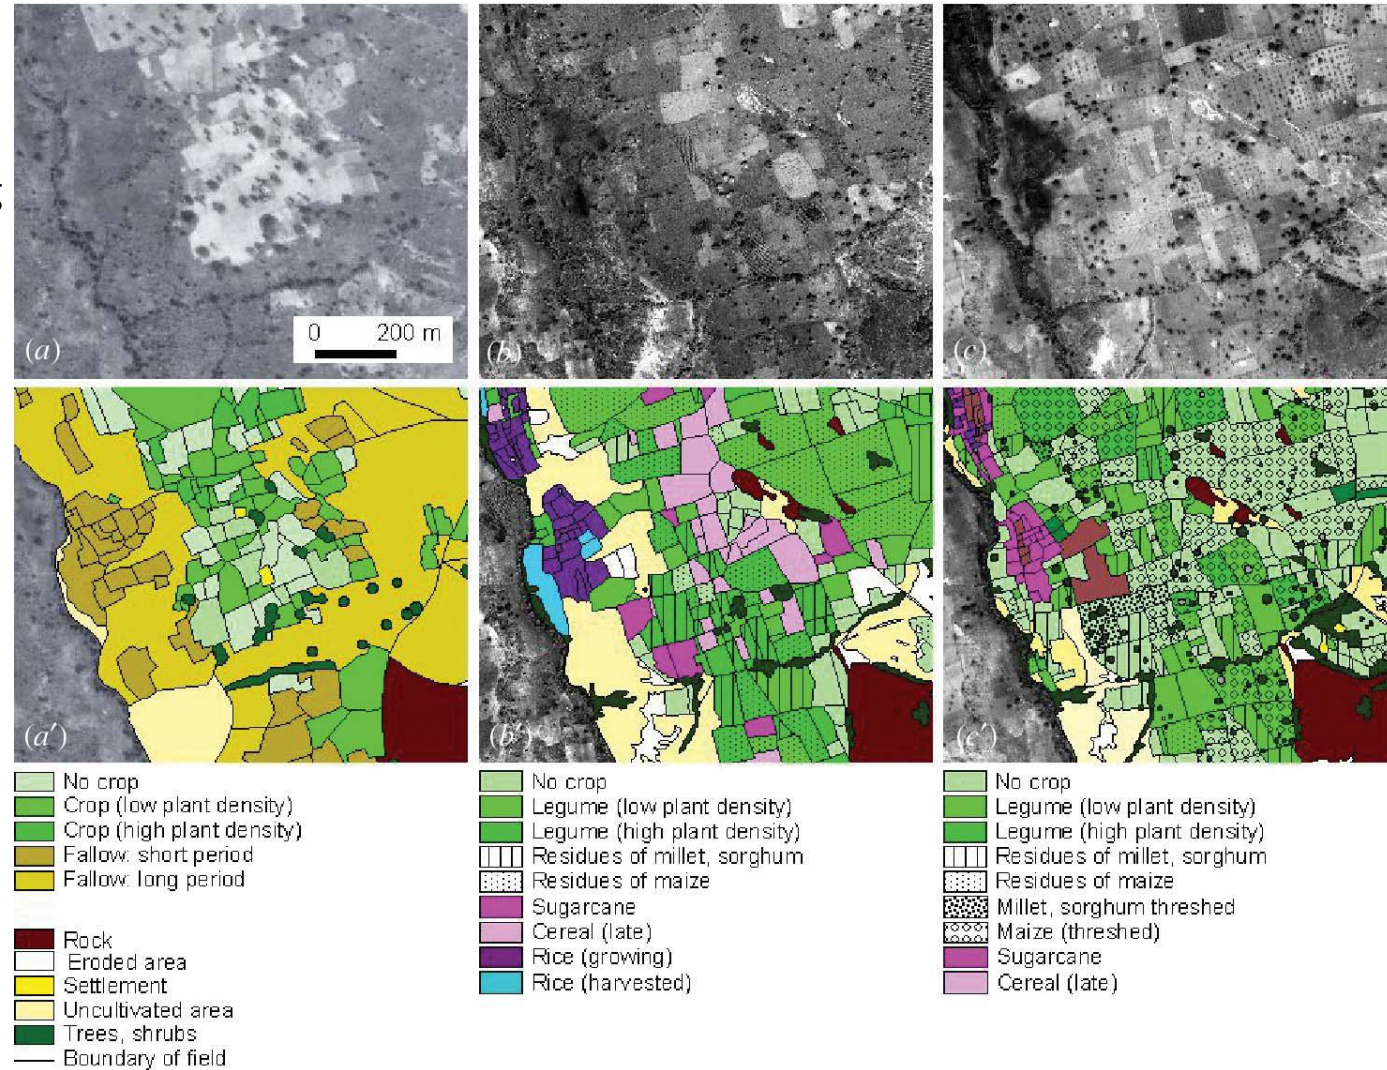 0 200 m
(a)
(b)
(c)
(a′)
(b′)
(c′)
No crop
Crop (low plant density)
Crop (high plant density)
Fallow: short period
Fallow: long period
Rock
Eroded area
Settlement
Uncultivated area
Trees, shrubs
Boundary of field
No crop
Legume (low plant density)
Legume (high plant density)
Residues of millet, sorghum
Residues of maize
Sugarcane
Cereal (late)
Rice (growing)
Rice (harvested)
No crop
Legume (low plant density)
Legume (high plant density)
Residues of millet, sorghum
Residues of maize
Millet, sorghum threshed
Maize (threshed)
Sugarcane
Cereal (late)